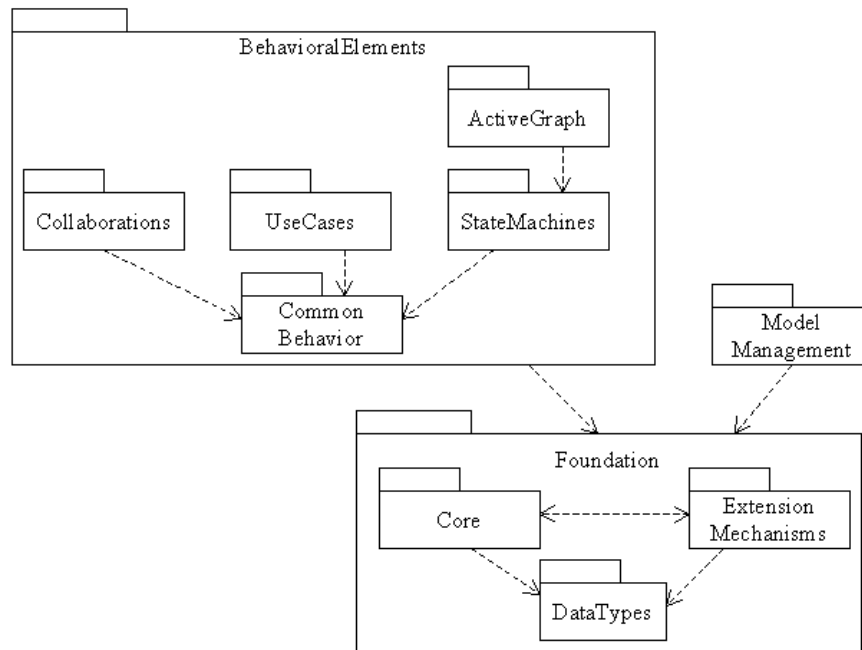 BehavioralElements
ActiveGraph
Collaborations
UseCases
StateMachines
Common
Behavior
Model
Management
Foundation
Core
Extension
Mechanisms
DataTypes